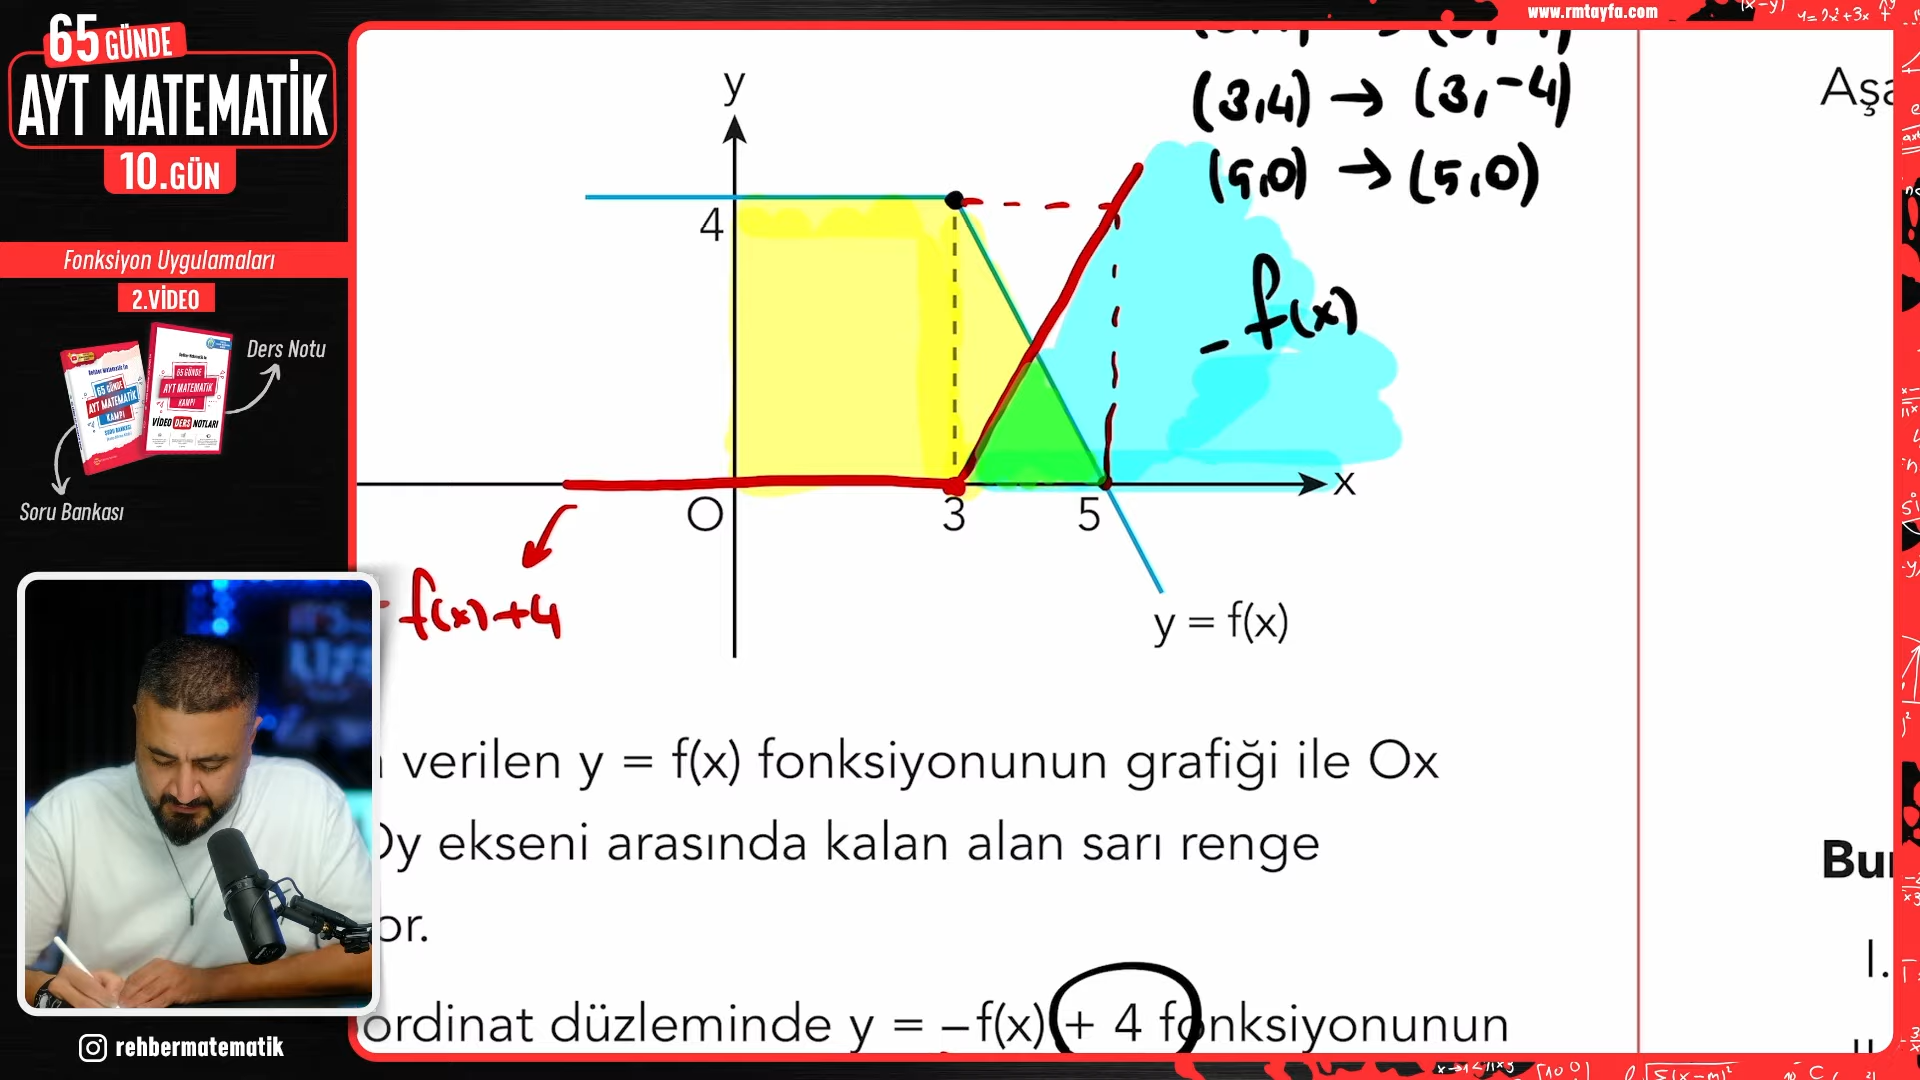 65 GÜNDE
AYT MATEMATİK
10.GÜN
Fonksiyon Uygulamaları
2.VİDEO
Ders Notu
Soru Bankası
rehbermatematik
www.rmtayfa.com
(3,4) → (3,-4)
(5,0) → (5,0)
y
4
- f(x)
O
3
5
x
- f(x)+4
y = f(x)
verilen y = f(x) fonksiyonunun grafiği ile Ox
Oy ekseni arasında kalan alan sarı renge
or.
ordinat düzleminde y = –f(x) + 4 fonksiyonunun
Aşa
Bu
I.